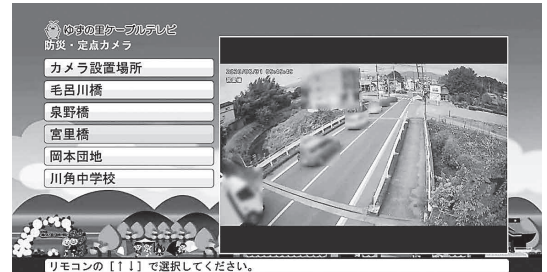 ゆずの里ケーブルテレビ
防災・定点カメラ
カメラ設置場所
毛呂川橋
泉野橋
宮里橋
岡本団地
川角中学校
リモコンの［↑↓］で選択してください。